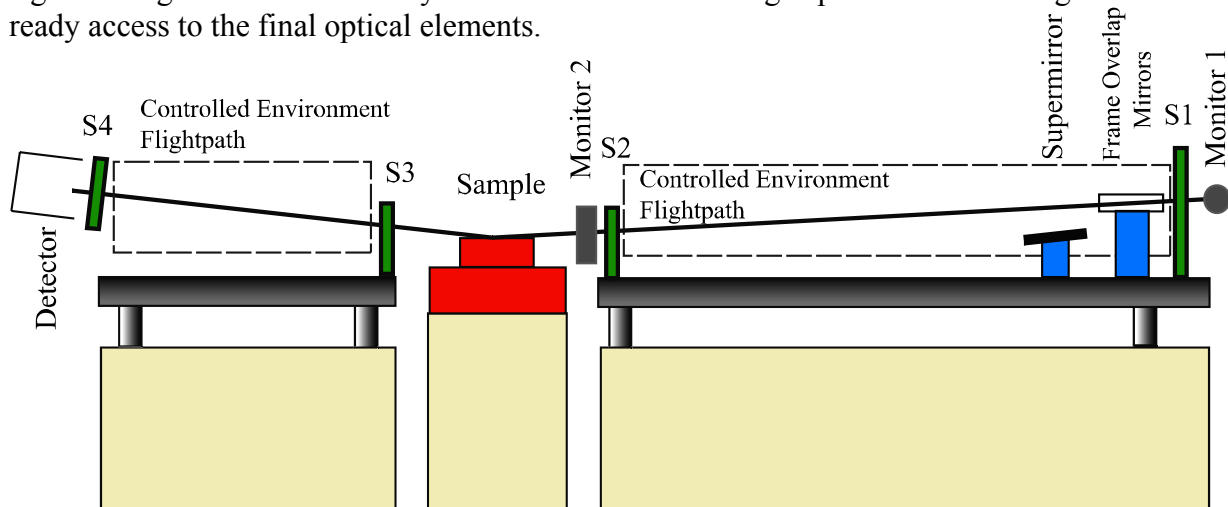 ready access to the final optical elements.
Controlled Environment
Flightpath
S4
S3
Sample
Monitor 2
S2
Controlled Environment
Flightpath
Supermirror
Frame Overlap
Mirrors
S1
Monitor 1
Detector